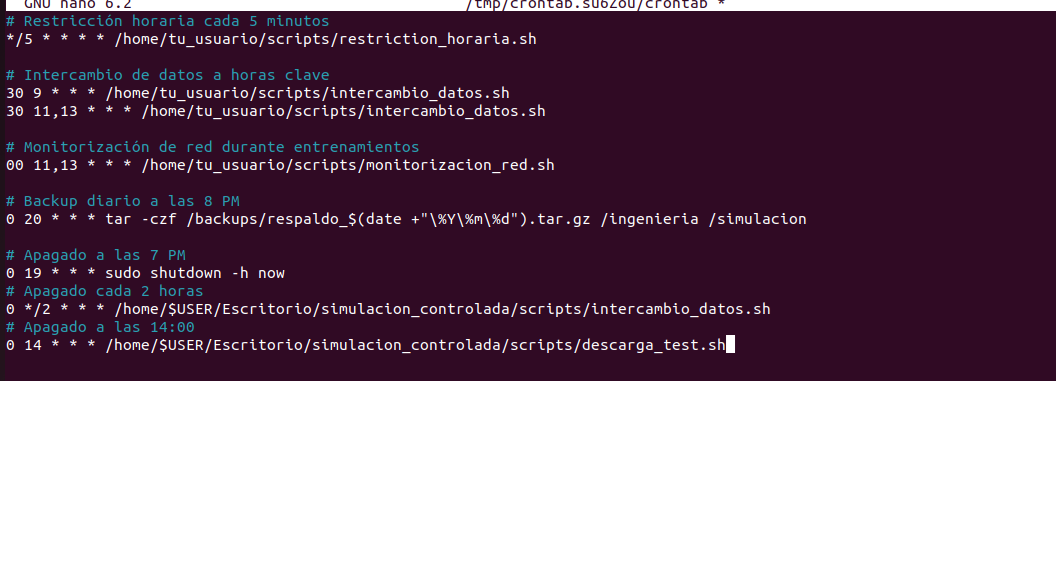 GNU nano 6.2 /tmp/crontab.su6Zou/crontab *
# Restricción horaria cada 5 minutos
*/5 * * * * /home/tu_usuario/scripts/restriction_horaria.sh
# Intercambio de datos a horas clave
30 9 * * * /home/tu_usuario/scripts/intercambio_datos.sh
30 11,13 * * * /home/tu_usuario/scripts/intercambio_datos.sh
# Monitorización de red durante entrenamientos
00 11,13 * * * /home/tu_usuario/scripts/monitorizacion_red.sh
# Backup diario a las 8 PM
0 20 * * * tar -czf /backups/respaldo_$(date +"\%Y\%m\%d").tar.gz /ingenieria /simulacion
# Apagado a las 7 PM
0 19 * * * sudo shutdown -h now
# Apagado cada 2 horas
0 */2 * * * /home/$USER/Escritorio/simulacion_controlada/scripts/intercambio_datos.sh
# Apagado a las 14:00
0 14 * * * /home/$USER/Escritorio/simulacion_controlada/scripts/descarga_test.sh